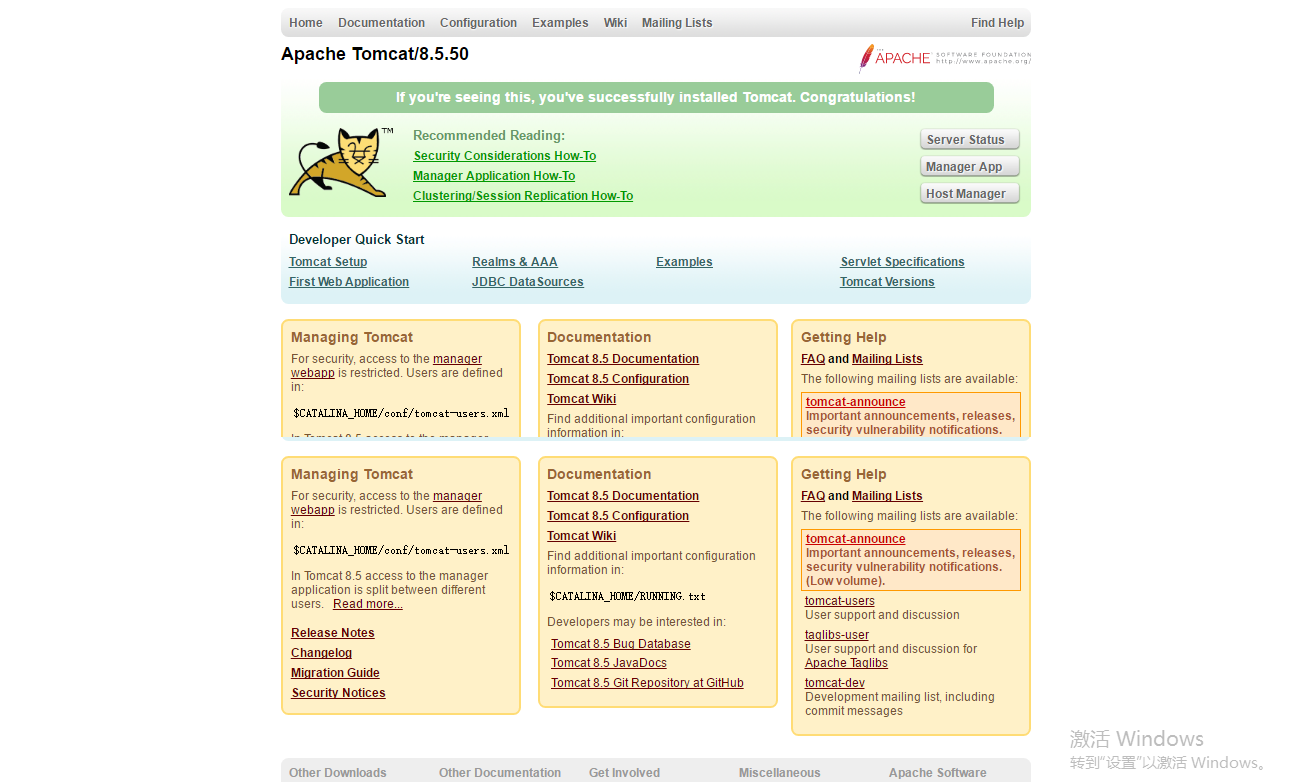 Home Documentation Configuration Examples Wiki Mailing Lists Find Help
Apache Tomcat/8.5.50
APACHE SOFTWARE FOUNDATION
http://www.apache.org/
If you're seeing this, you've successfully installed Tomcat. Congratulations!
TM
Recommended Reading:
Security Considerations How-To
Manager Application How-To
Clustering/Session Replication How-To
Server Status
Manager App
Host Manager
Developer Quick Start
Tomcat Setup
First Web Application
Realms & AAA
JDBC DataSources
Examples
Servlet Specifications
Tomcat Versions
Managing Tomcat
For security, access to the manager
webapp is restricted. Users are defined
in:
$CATALINA_HOME/conf/tomcat-users.xml
In Tomcat 8.5 access to the manager
Documentation
Tomcat 8.5 Documentation
Tomcat 8.5 Configuration
Tomcat Wiki
Find additional important configuration
information in:
Getting Help
FAQ and Mailing Lists
The following mailing lists are available:
tomcat-announce
Important announcements, releases,
security vulnerability notifications.
Managing Tomcat
For security, access to the manager
webapp is restricted. Users are defined
in:
$CATALINA_HOME/conf/tomcat-users.xml
In Tomcat 8.5 access to the manager
application is split between different
users. Read more...
Release Notes
Changelog
Migration Guide
Security Notices
Documentation
Tomcat 8.5 Documentation
Tomcat 8.5 Configuration
Tomcat Wiki
Find additional important configuration
information in:
$CATALINA_HOME/RUNNING.txt
Developers may be interested in:
Tomcat 8.5 Bug Database
Tomcat 8.5 JavaDocs
Tomcat 8.5 Git Repository at GitHub
Getting Help
FAQ and Mailing Lists
The following mailing lists are available:
tomcat-announce
Important announcements, releases,
security vulnerability notifications.
(Low volume).
tomcat-users
User support and discussion
taglibs-user
User support and discussion for
Apache Taglibs
tomcat-dev
Development mailing list, including
commit messages
Other Downloads Other Documentation Get Involved Miscellaneous Apache Software
激活 Windows
转到“设置”以激活 Windows。